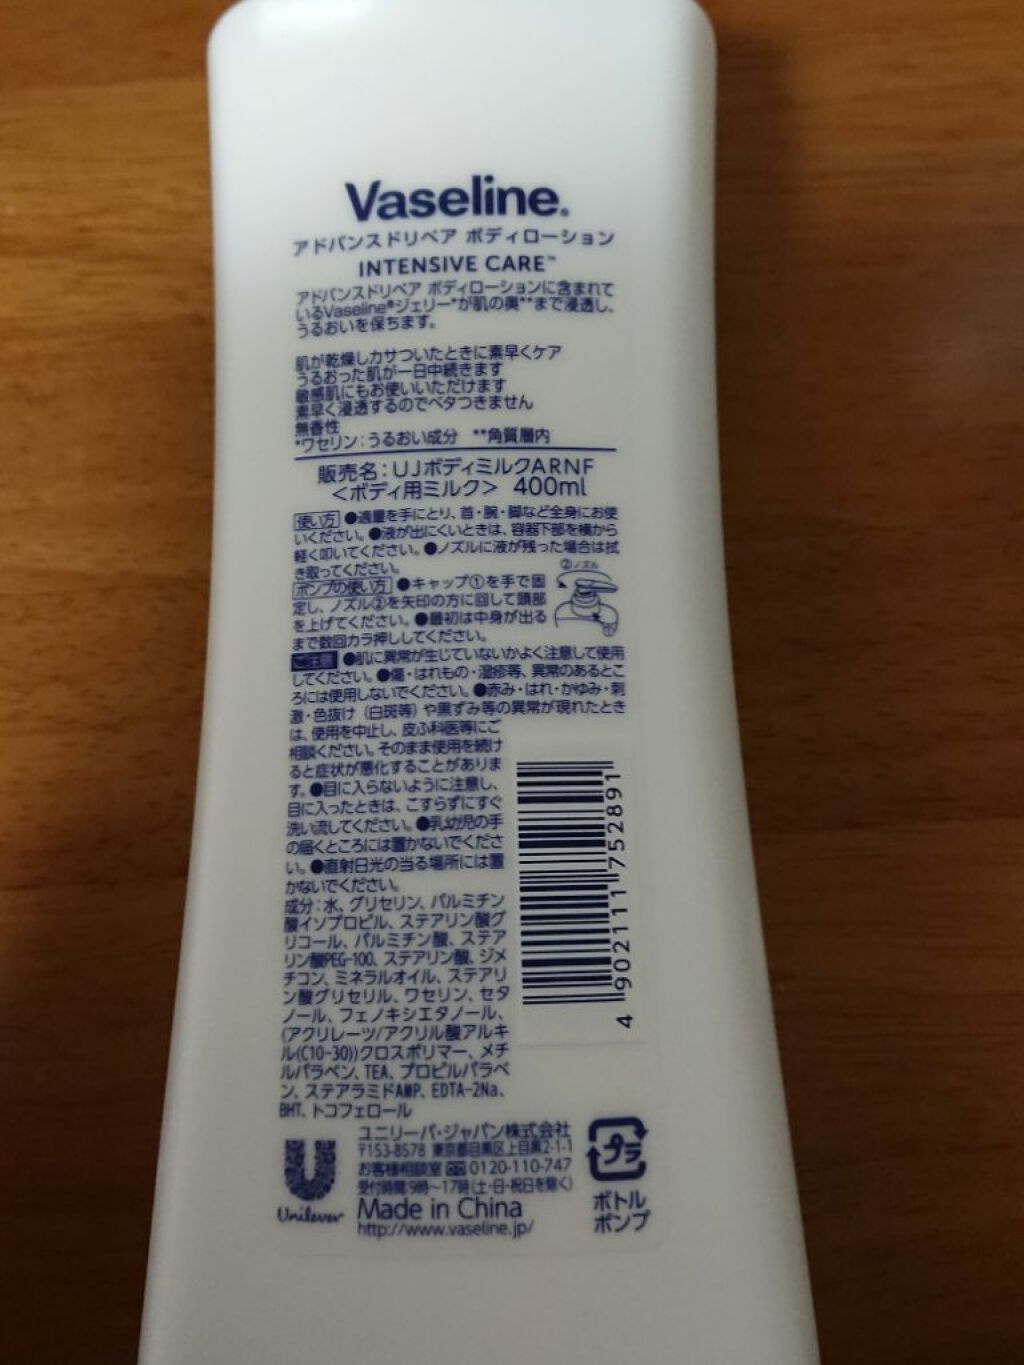 Vaseline.
アドバンスドリペア ボディローション
INTENSIVE CARE™
アドバンスドリペア ボディローションに含まれて
いるVaseline®ジェリー*が肌の奥**まで浸透し、
うるおいを保ちます。
肌が乾燥しカサついたときに素早くケア
うるおった肌が一日中続きます
敏感肌にもお使いいただけます
素早く浸透するのでベタつきません
無香性
*ワセリン：うるおい成分 **角質層内
販売名：UJボディミルクARNF
＜ボディ用ミルク＞ 400ml
使い方 ●適量を手にとり、首・腕・脚など全身にお使
いください。●液が出にくいときは、容器下部を横から
軽く叩いてください。●ノズルに液が残った場合は拭
き取ってください。
②ノズル
ポンプの使い方 ●キャップ①を手で固
定し、ノズル②を矢印の方に回して頭部
を上げてください。●最初は中身が出る
まで数回カラ押ししてください。
ご注意 ●肌に異常が生じていないかよく注意して使用
してください。●傷・はれもの・湿疹等、異常のあるとこ
ろには使用しないでください。●赤み・はれ・かゆみ・刺
激・色抜け（白斑等）や黒ずみ等の異常が現れたとき
は、使用を中止し、皮ふ科医等にご
相談ください。そのまま使用を続け
ると症状が悪化することがありま
す。●目に入らないように注意し、
目に入ったときは、こすらずにすぐ
洗い流してください。●乳幼児の手
の届くところには置かないでくださ
い。●直射日光の当る場所には置
かないでください。
成分：水、グリセリン、パルミチン
酸イソプロピル、ステアリン酸グ
リコール、パルミチン酸、ステア
リン酸PEG-100、ステアリン酸、ジメ
チコン、ミネラルオイル、ステアリ
ン酸グリセリル、ワセリン、セタ
ノール、フェノキシエタノール、
(アクリレーツ/アクリル酸アルキ
ル(C10-30))クロスポリマー、メチ
ルパラベン、TEA、プロピルパラベ
ン、ステアラミドAMP、EDTA-2Na、
BHT、トコフェロール
4 902111 752891
Unilever
ユニリーバ・ジャパン株式会社
〒153-8578 東京都目黒区上目黒2-1-1
お客様相談室 0120-110-747
受付時間:9時～17時(土・日・祝日を除く)
Made in China
http://www.vaseline.jp/
プラ
ボトル
ポンプ